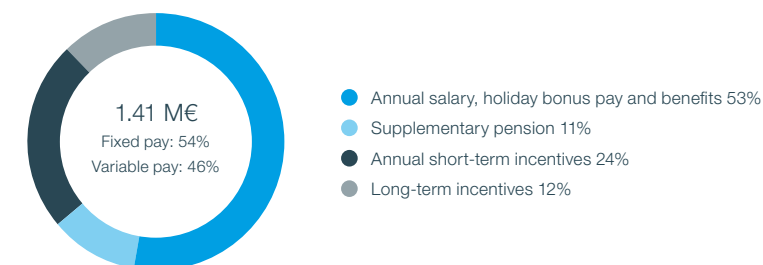 1.41 M€
Fixed pay: 54%
Variable pay: 46%
Annual salary, holiday bonus pay and benefits 53%
Supplementary pension 11%
Annual short-term incentives 24%
Long-term incentives 12%